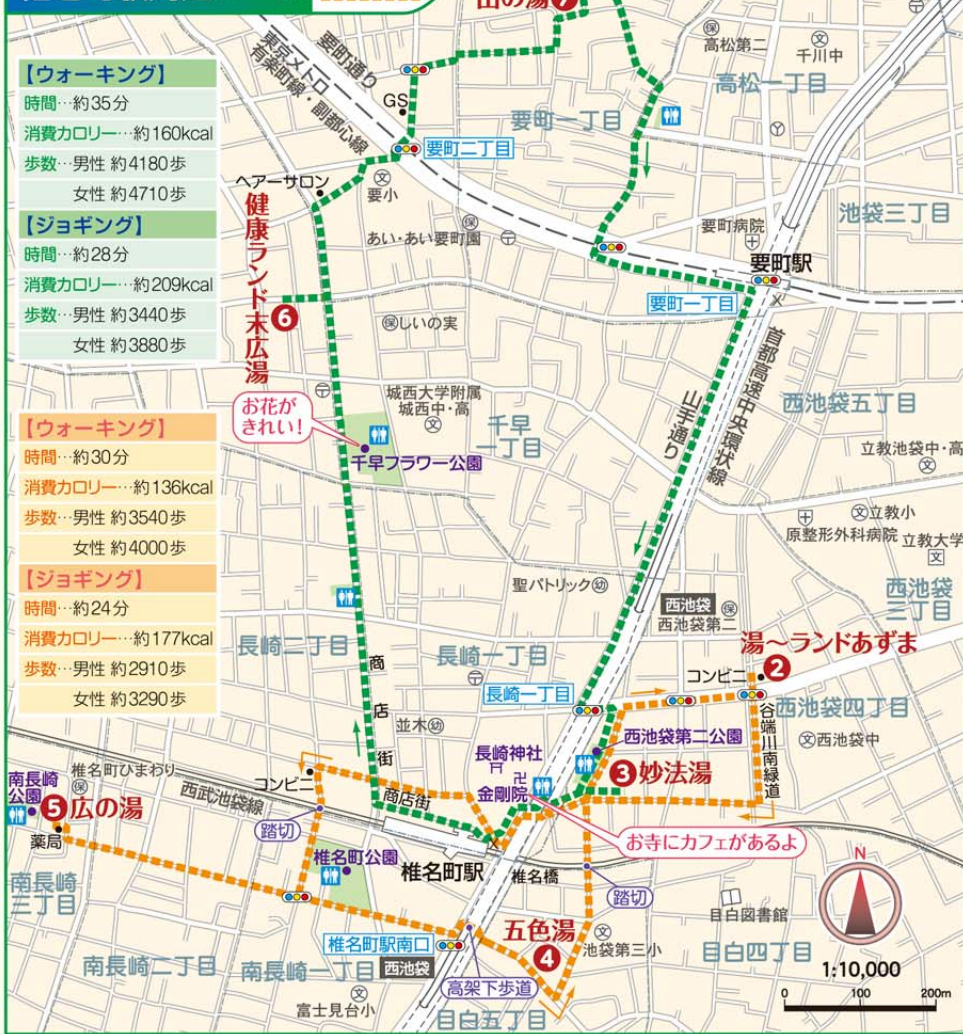 山の湯 7
【ウォーキング】
時間…約35分
消費カロリー…約160kcal
歩数…男性 約4180歩
女性 約4710歩
【ジョギング】
時間…約28分
消費カロリー…約209kcal
歩数…男性 約3440歩
女性 約3880歩
【ウォーキング】
時間…約30分
消費カロリー…約136kcal
歩数…男性 約3540歩
女性 約4000歩
【ジョギング】
時間…約24分
消費カロリー…約177kcal
歩数…男性 約2910歩
女性 約3290歩
東京メトロ
有楽町線・副都心線
要町通り
GS
要町二丁目
文
要小
ヘアーサロン
健康ランド末広湯
6
保
あい・あい要町園
要町一丁目
保
高松第二
文
千川中
高松一丁目
池袋三丁目
要町病院
要町駅
要町一丁目
保しいの実
城西大学附属
城西中・高
文
お花が
きれい!
千早フラワー公園
千早
一丁目
山手通り
首都高速中央環状線
西池袋五丁目
立教池袋中・高
文
文立教小
原整形外科病院
立教大学
文
西池袋
三丁目
聖パトリック幼
西池袋
保
西池袋第二
長崎二丁目
長崎一丁目
長崎一丁目
湯〜ランドあずま
2
コンビニ
西池袋四丁目
谷端川南緑道
文西池袋中
西池袋第二公園
3 妙法湯
商店街
並木幼
長崎神社
金剛院
お寺にカフェがあるよ
商店街
コンビニ
椎名町ひまわり
保
西武池袋線
南長崎
公園
5 広の湯
薬局
踏切
椎名町公園
椎名町駅
椎名橋
踏切
南長崎
三丁目
南長崎二丁目
南長崎一丁目
椎名町駅南口
西池袋
文
富士見台小
高架下歩道
五色湯
4
文
池袋第三小
目白五丁目
目白図書館
目白四丁目
N
1:10,000
0 100 200m